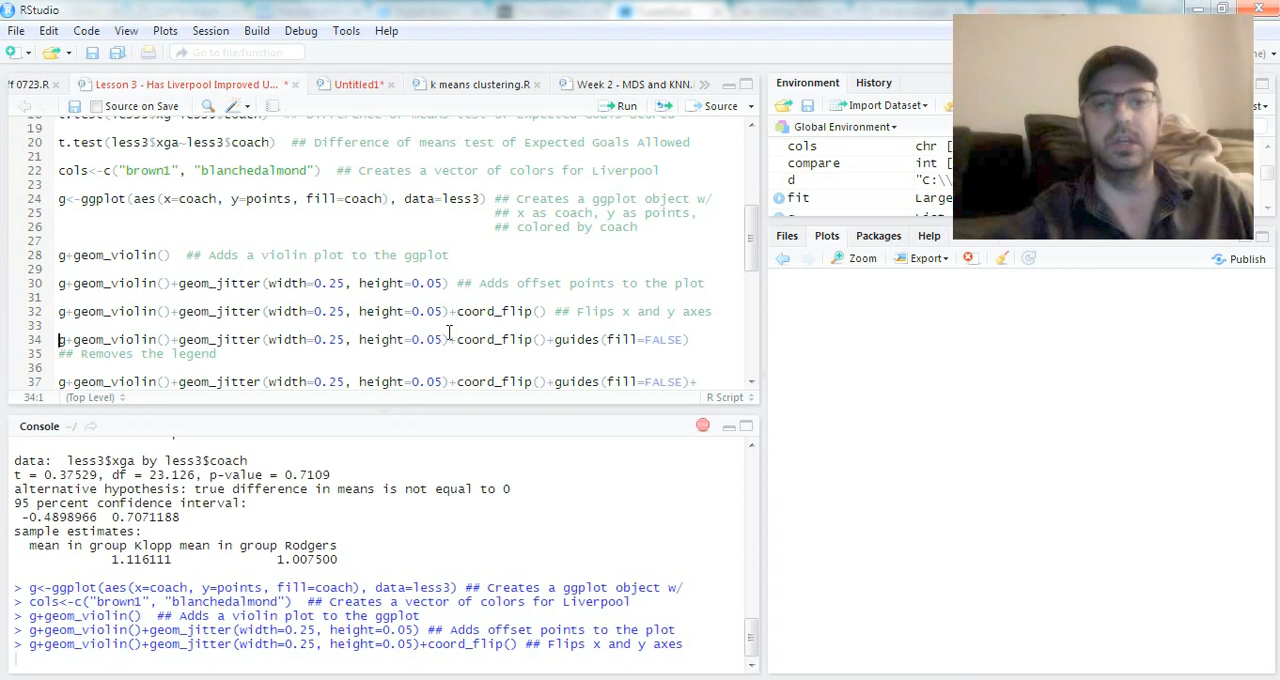 RStudio
File Edit Code View Plots Session Build Debug Tools Help
Go to file/function
ff 0723.R Lesson 3 - Has Liverpool Improved U... * Untitled1* k means clustering.R Week 2 - MDS and KNN.
Source on Save Run Source
19
20 t.test(less3$xga~less3$coach) ## Difference of means test of Expected Goals Allowed
21
22 cols<-c("brown1", "blanchedalmond") ## Creates a vector of colors for Liverpool
23
24 g<-ggplot(aes(x=coach, y=points, fill=coach), data=less3) ## Creates a ggplot object w/
25 ## x as coach, y as points,
26 ## colored by coach
27
28 g+geom_violin() ## Adds a violin plot to the ggplot
29
30 g+geom_violin()+geom_jitter(width=0.25, height=0.05) ## Adds offset points to the plot
31
32 g+geom_violin()+geom_jitter(width=0.25, height=0.05)+coord_flip() ## Flips x and y axes
33
34 g+geom_violin()+geom_jitter(width=0.25, height=0.05)+coord_flip()+guides(fill=FALSE)
35 ## Removes the legend
36
37 g+geom_violin()+geom_jitter(width=0.25, height=0.05)+coord_flip()+guides(fill=FALSE)+
34:1 (Top Level) R Script
Console ~/
data: less3$xga by less3$coach
t = 0.37529, df = 23.126, p-value = 0.7109
alternative hypothesis: true difference in means is not equal to 0
95 percent confidence interval:
-0.4898966 0.7071188
sample estimates:
mean in group Klopp mean in group Rodgers
1.116111 1.007500
> g<-ggplot(aes(x=coach, y=points, fill=coach), data=less3) ## Creates a ggplot object w/
> cols<-c("brown1", "blanchedalmond") ## Creates a vector of colors for Liverpool
> g+geom_violin() ## Adds a violin plot to the ggplot
> g+geom_violin()+geom_jitter(width=0.25, height=0.05) ## Adds offset points to the plot
> g+geom_violin()+geom_jitter(width=0.25, height=0.05)+coord_flip() ## Flips x and y axes
Environment History
Import Dataset
Global Environment
cols chr [
compare int [
d "C:\\
fit Large
Files Plots Packages Help
Zoom Export Publish